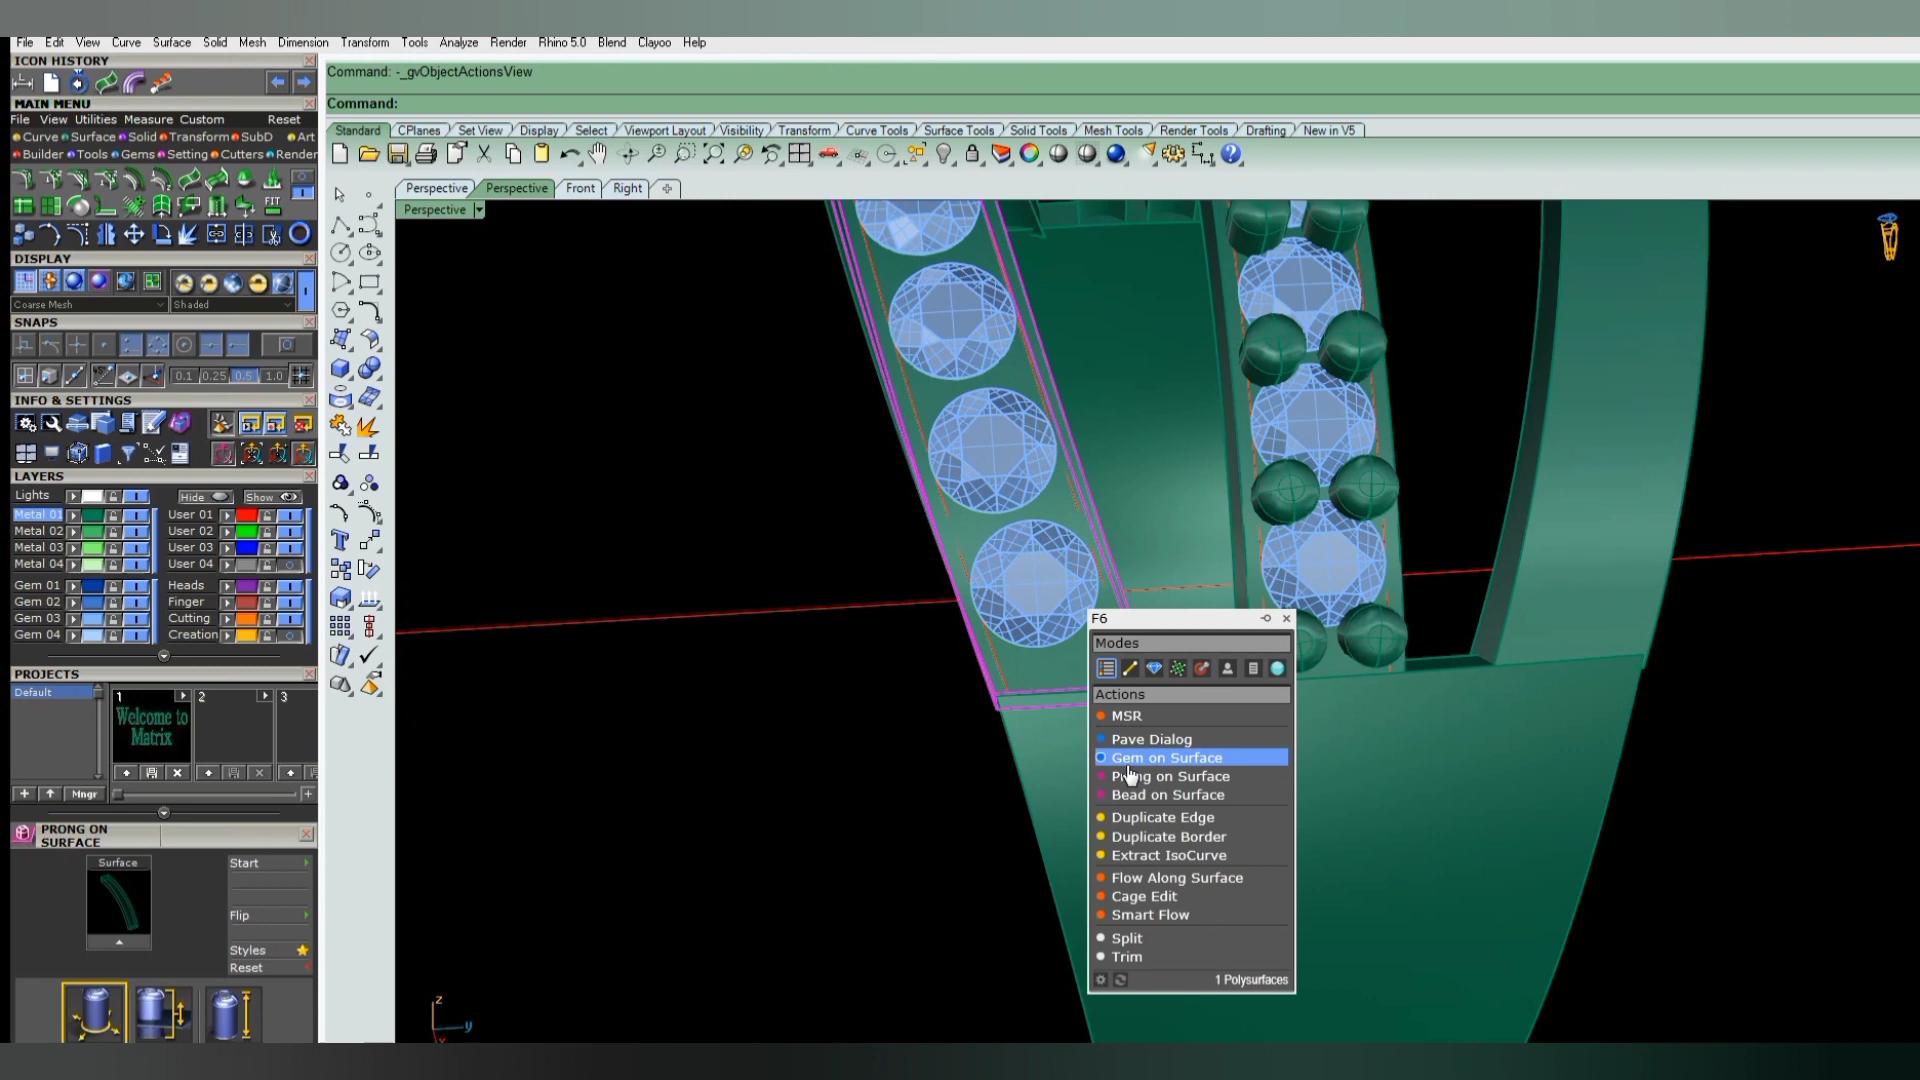 File Edit View Curve Surface Solid Mesh Dimension Transform Tools Analyze Render Rhino 5.0 Blend Clayoo Help
ICON HISTORY
MAIN MENU
File View Utilities Measure Custom Reset
Curve Surface Solid Transform SubD Art
Builder Tools Gems Setting Cutters Render
FIT
DISPLAY
Coarse Mesh Shaded
SNAPS
0.1 0.25 0.5 1.0
INFO & SETTINGS
LAYERS
Lights Hide Show
Metal 01 User 01
Metal 02 User 02
Metal 03 User 03
Metal 04 User 04
Gem 01 Heads
Gem 02 Finger
Gem 03 Cutting
Gem 04 Creation
PROJECTS
Default 1 2 3
Welcome to
Matrix
Mngr
PRONG ON
SURFACE
Surface
Start
Flip
Styles
Reset
Command: -_gvObjectActionsView
Command:
Standard CPlanes Set View Display Select Viewport Layout Visibility Transform Curve Tools Surface Tools Solid Tools Mesh Tools Render Tools Drafting New in V5
Perspective Perspective Front Right
Perspective
F6
Modes
Actions
MSR
Pave Dialog
Gem on Surface
Prong on Surface
Bead on Surface
Duplicate Edge
Duplicate Border
Extract IsoCurve
Flow Along Surface
Cage Edit
Smart Flow
Split
Trim
1 Polysurfaces
z
y
x